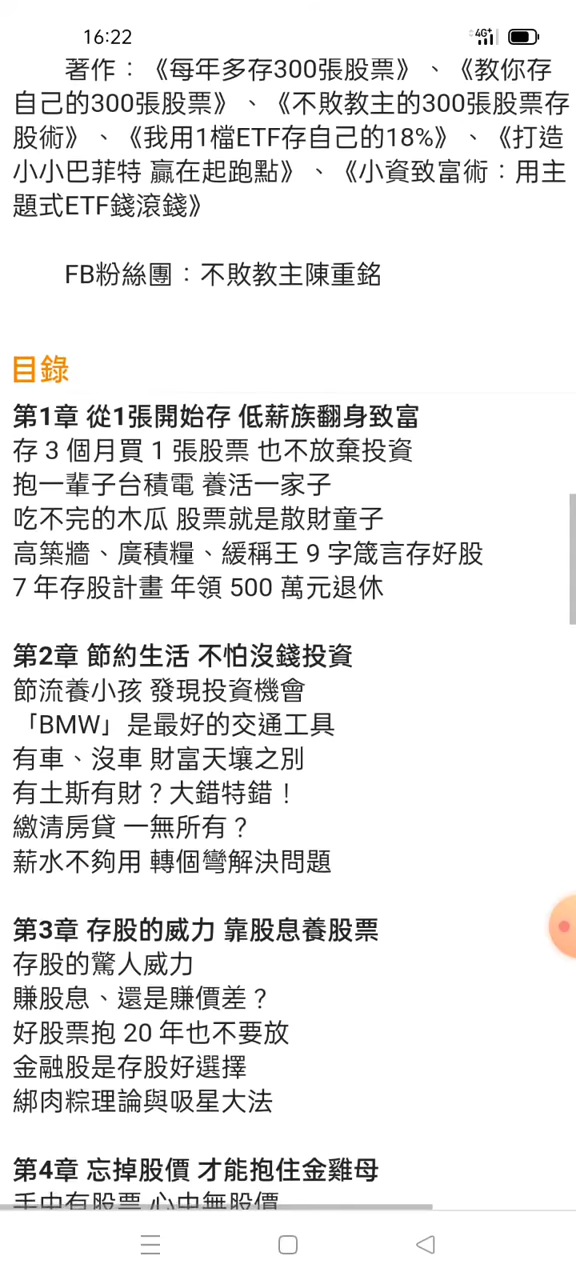 16:22
4G+
著作：《每年多存300張股票》、《教你存
自己的300張股票》、《不敗教主的300張股票存
股術》、《我用1檔ETF存自己的18%》、《打造
小小巴菲特 贏在起跑點》、《小資致富術：用主
題式ETF錢滾錢》
FB粉絲團：不敗教主陳重銘
目錄
第1章 從1張開始存 低薪族翻身致富
存 3 個月買 1 張股票 也不放棄投資
抱一輩子台積電 養活一家子
吃不完的木瓜 股票就是散財童子
高築牆、廣積糧、緩稱王 9 字箴言存好股
7 年存股計畫 年領 500 萬元退休
第2章 節約生活 不怕沒錢投資
節流養小孩 發現投資機會
「BMW」是最好的交通工具
有車、沒車 財富天壤之別
有土斯有財？大錯特錯！
繳清房貸 一無所有？
薪水不夠用 轉個彎解決問題
第3章 存股的威力 靠股息養股票
存股的驚人威力
賺股息、還是賺價差？
好股票抱 20 年也不要放
金融股是存股好選擇
綁肉粽理論與吸星大法
第4章 忘掉股價 才能抱住金雞母
手中有股票 心中無股價